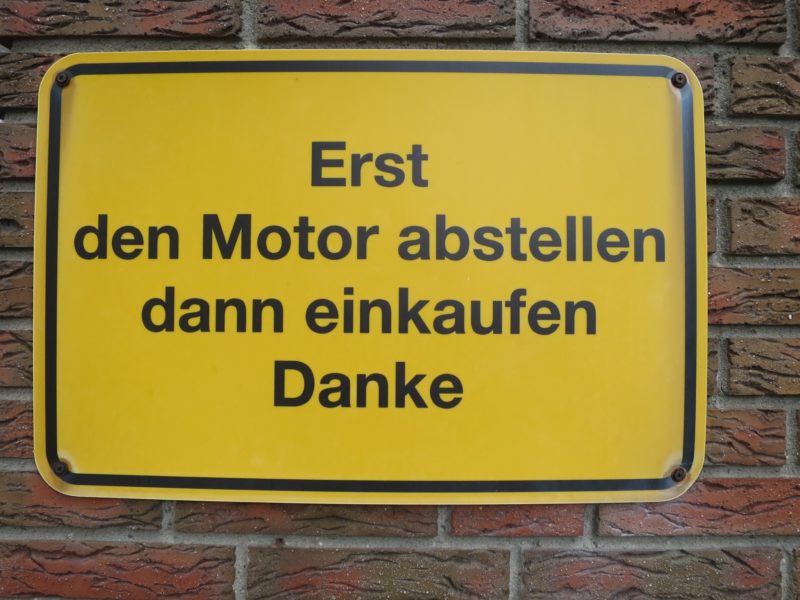 Erst
den Motor abstellen
dann einkaufen
Danke